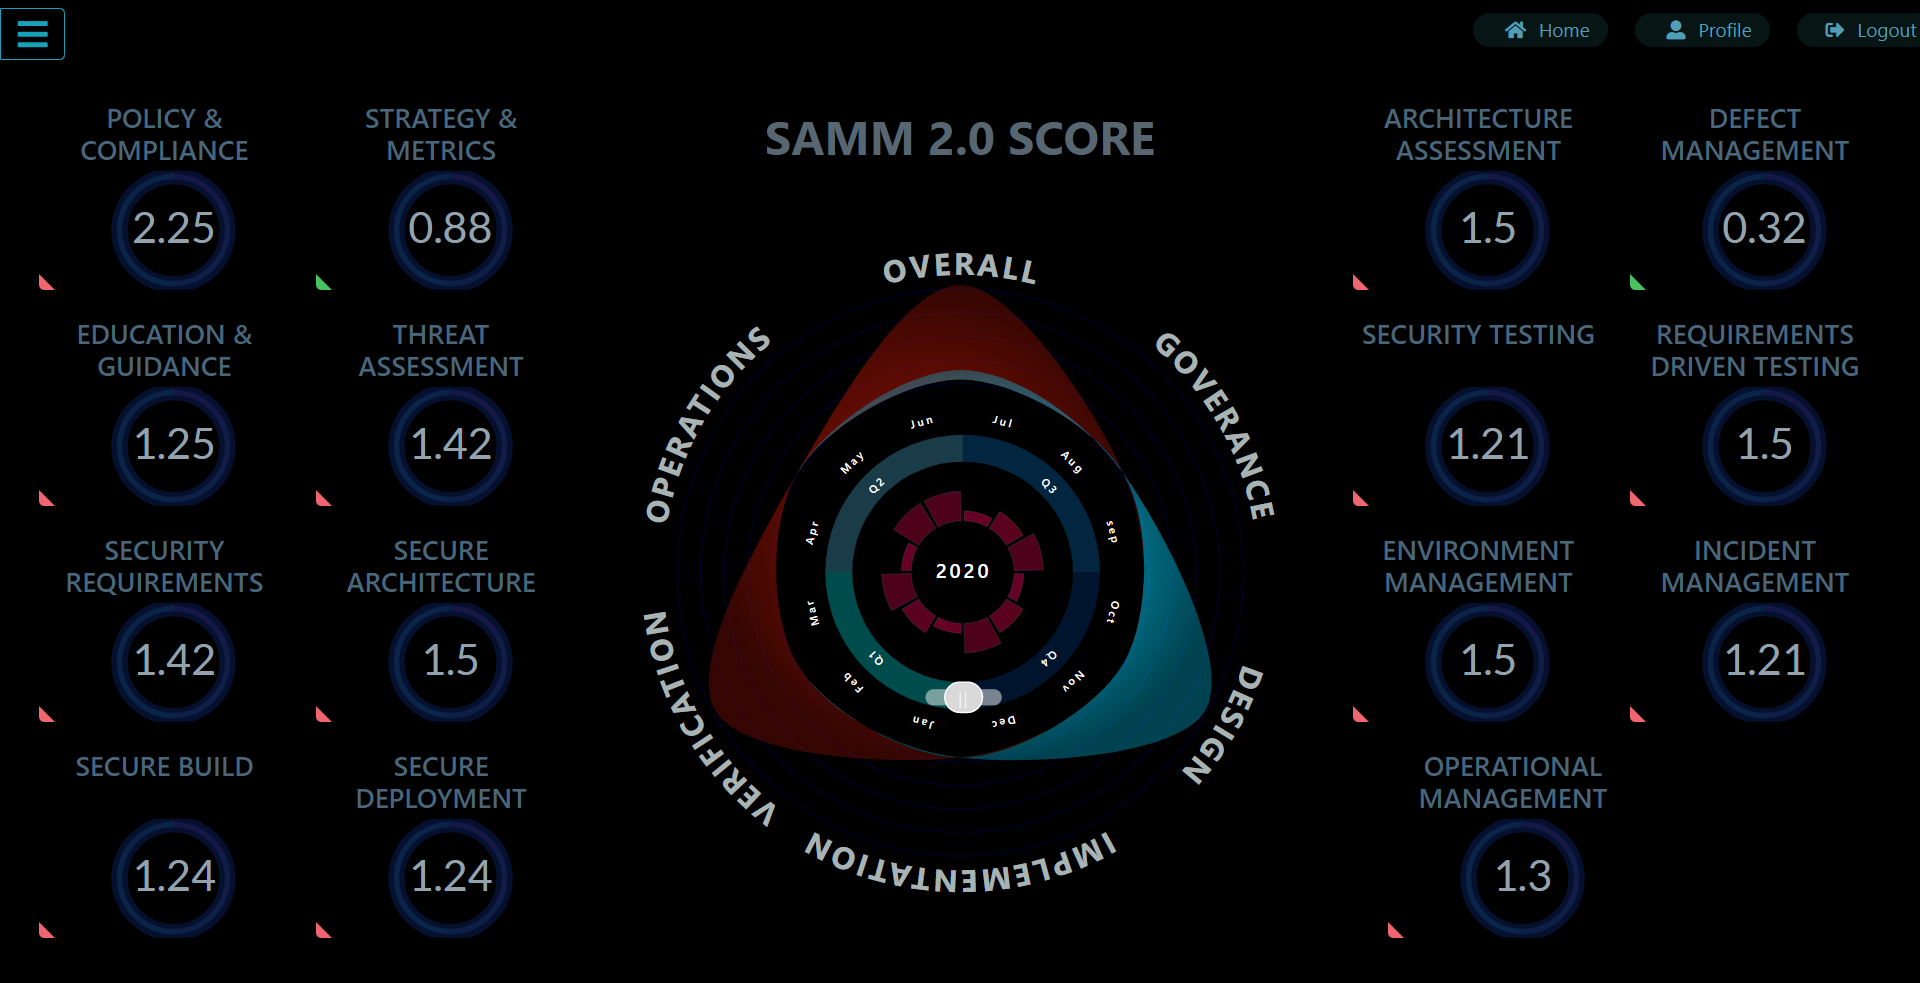 Home
Profile
Logout
POLICY &
COMPLIANCE
2.25
STRATEGY &
METRICS
0.88
EDUCATION &
GUIDANCE
1.25
THREAT
ASSESSMENT
1.42
SECURITY
REQUIREMENTS
1.42
SECURE
ARCHITECTURE
1.5
SECURE BUILD
1.24
SECURE
DEPLOYMENT
1.24
SAMM 2.0 SCORE
OVERALL
GOVERANCE
DESIGN
IMPLEMENTATION
VERIFICATION
OPERATIONS
Jan
Feb
Mar
Apr
May
Jun
Jul
Aug
sep
Oct
Nov
Dec
Q1
Q2
Q3
Q4
2020
ARCHITECTURE
ASSESSMENT
1.5
DEFECT
MANAGEMENT
0.32
SECURITY TESTING
1.21
REQUIREMENTS
DRIVEN TESTING
1.5
ENVIRONMENT
MANAGEMENT
1.5
INCIDENT
MANAGEMENT
1.21
OPERATIONAL
MANAGEMENT
1.3